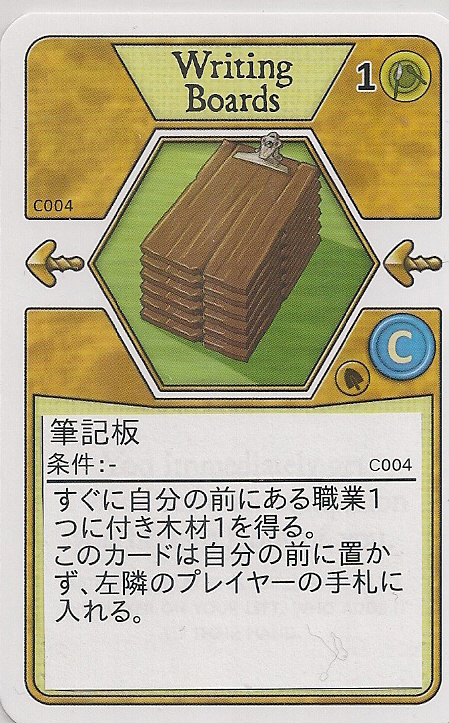 Writing
Boards
1
C004
C
筆記板
条件:-
C004
すぐに自分の前にある職業1
つに付き木材1を得る。
このカードは自分の前に置か
ず、左隣のプレイヤーの手札に
入れる。